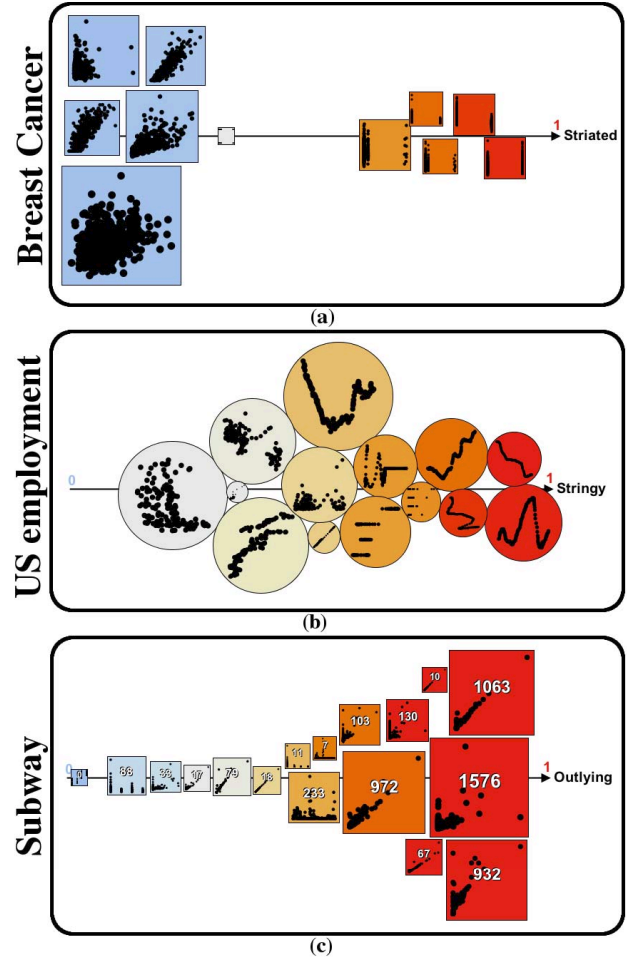 Breast Cancer
1
Striated
(a)
US employment
0
1
Stringy
(b)
Subway
0
1
Outlying
10
1063
103
130
11
7
88
17
79
18
233
972
1576
67
932
(c)